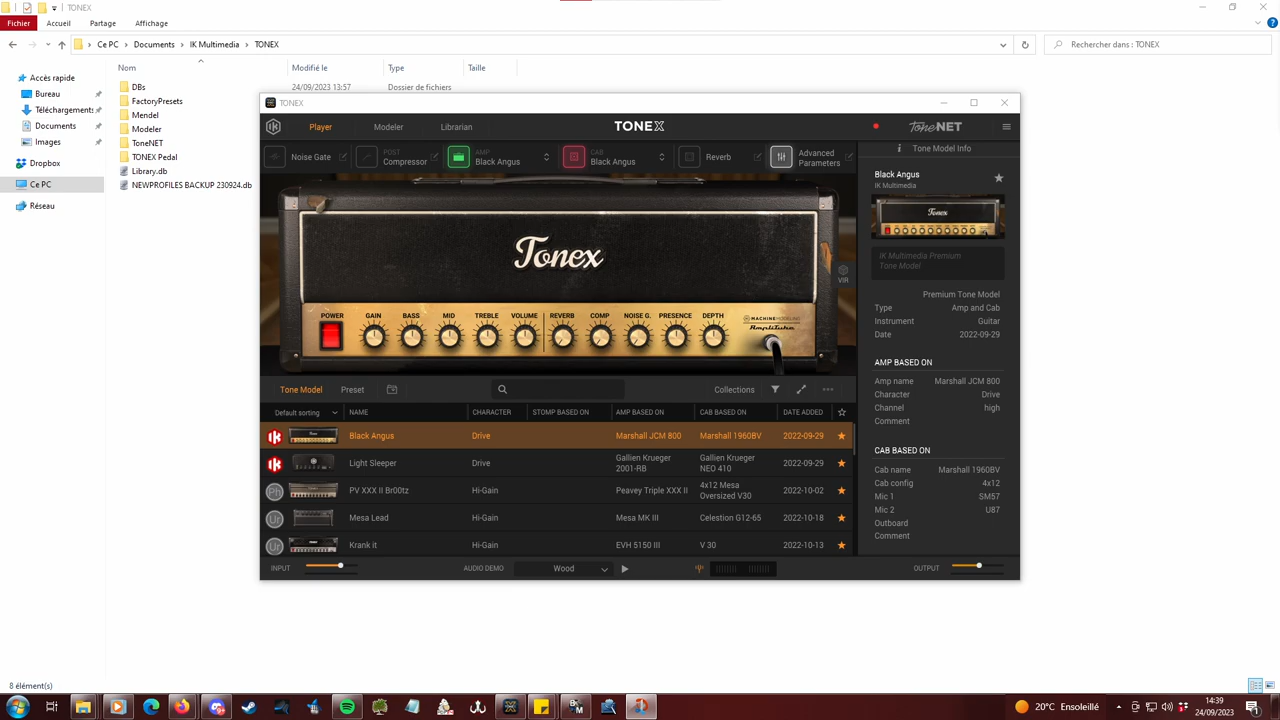 TONEX
Fichier
Accueil
Partage
Affichage
Ce PC
Documents
IK Multimedia
TONEX
Rechercher dans : TONEX
Nom
Modifié le
Type
Taille
Accès rapide
Bureau
Téléchargements
Documents
Images
Dropbox
Ce PC
Réseau
DBs
24/09/2023 13:57
Dossier de fichiers
FactoryPresets
Mendel
Modeler
ToneNET
TONEX Pedal
Library.db
NEWPROFILES BACKUP 230924.db
TONEX
Player
Modeler
Librarian
TONEX
ToneNET
Noise Gate
POST
Compressor
AMP
Black Angus
CAB
Black Angus
Reverb
Advanced
Parameters
Tonex
VIR
POWER
GAIN
BASS
MID
TREBLE
VOLUME
REVERB
COMP
NOISE G.
PRESENCE
DEPTH
MACHINE MODELING
AmpliTube
Tone Model Info
Black Angus
IK Multimedia
Tonex
IK Multimedia Premium
Tone Model
Premium Tone Model
Type Amp and Cab
Instrument Guitar
Date 2022-09-29
AMP BASED ON
Amp name Marshall JCM 800
Character Drive
Channel high
Comment
CAB BASED ON
Cab name Marshall 1960BV
Cab config 4x12
Mic 1 SM57
Mic 2 U87
Outboard
Comment
Tone Model
Preset
Collections
Default sorting
NAME
CHARACTER
STOMP BASED ON
AMP BASED ON
CAB BASED ON
DATE ADDED
Black Angus Drive Marshall JCM 800 Marshall 1960BV 2022-09-29
Light Sleeper Drive Gallien Krueger 2001-RB Gallien Krueger NEO 410 2022-09-29
Ph PV XXX II Br00tz Hi-Gain Peavey Triple XXX II 4x12 Mesa Oversized V30 2022-10-02
Ur Mesa Lead Hi-Gain Mesa MK III Celestion G12-65 2022-10-18
Ur Krank it Hi-Gain EVH 5150 III V 30 2022-10-13
INPUT
AUDIO DEMO
Wood
OUTPUT
8 élément(s)
20°C Ensoleillé
14:39
24/09/2023